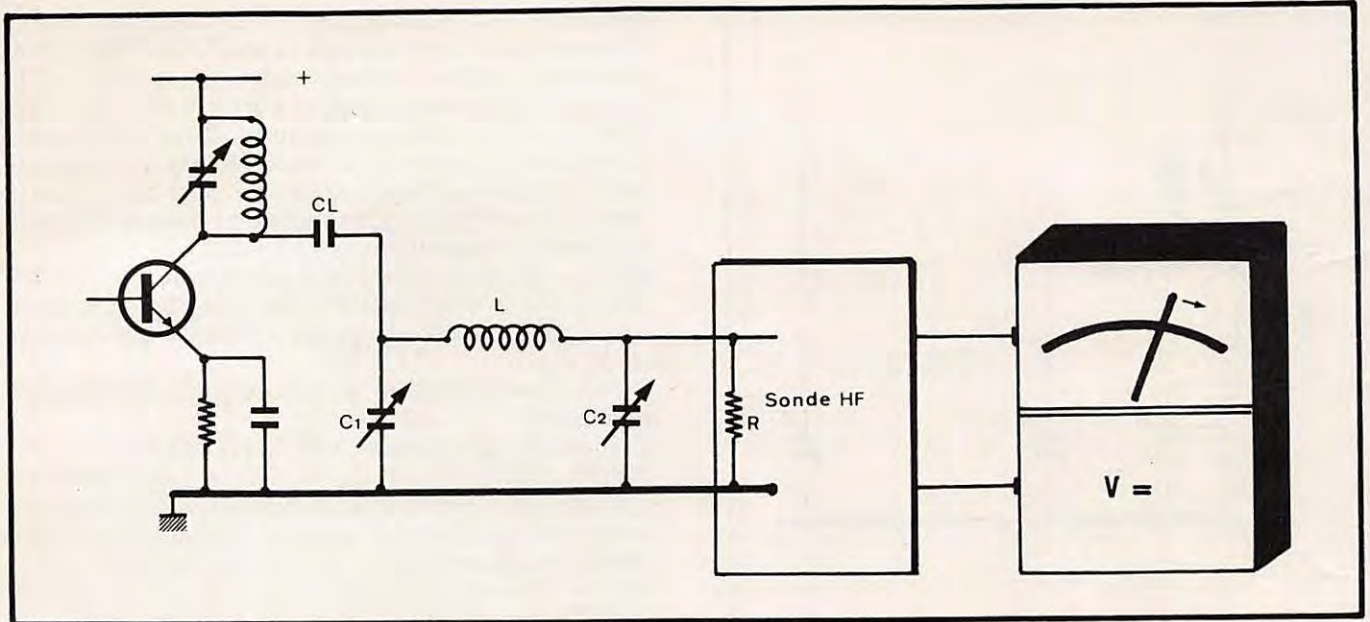 +
CL
L
C1
C2
R
Sonde HF
V =